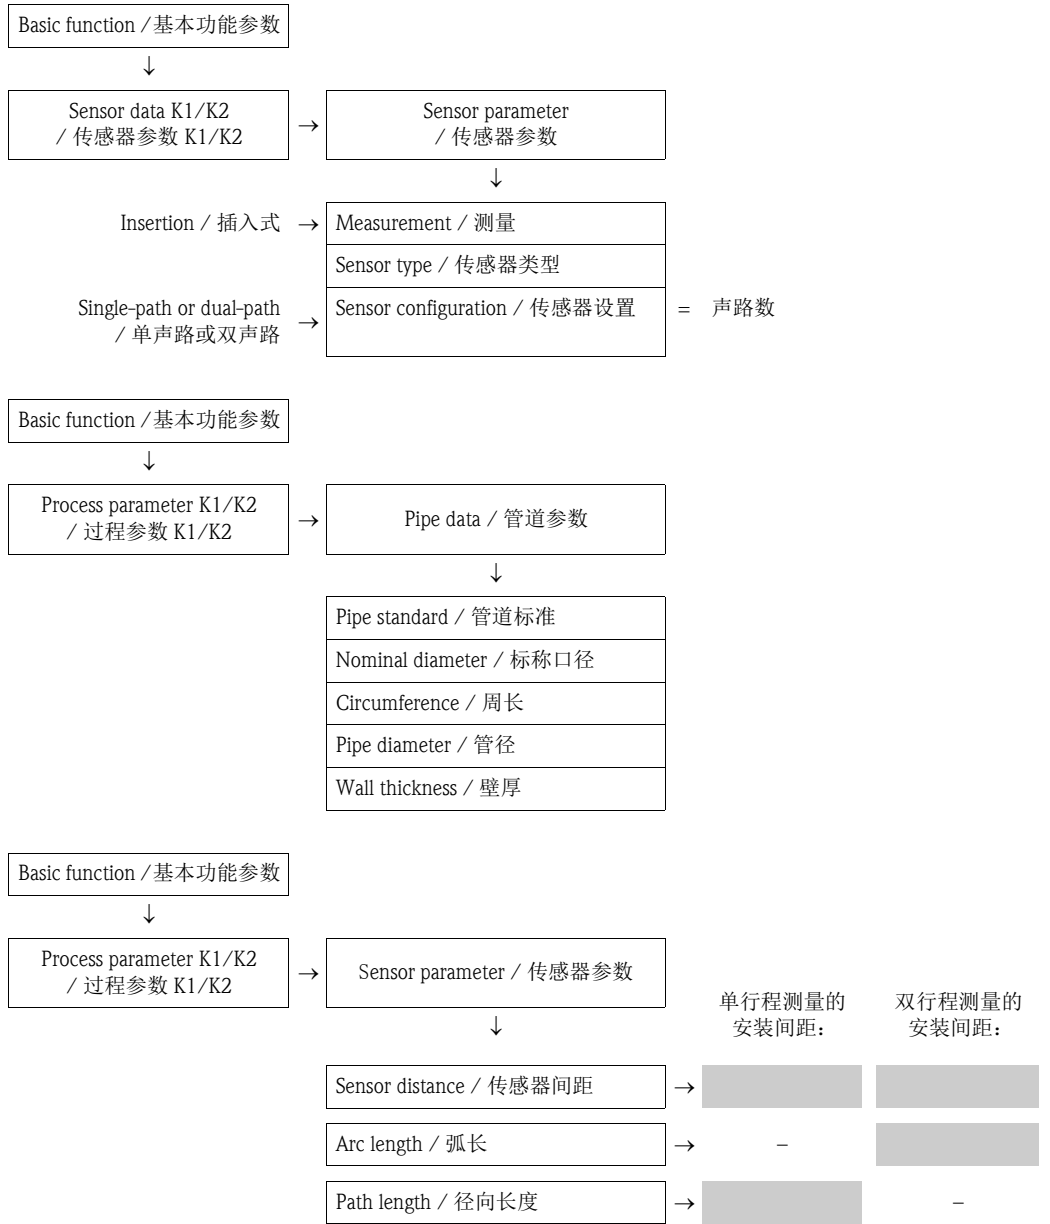 Basic function /基本功能参数
↓
Sensor data K1/K2
/ 传感器参数 K1/K2
→
Sensor parameter
/ 传感器参数
↓
Insertion / 插入式 →
Measurement / 测量
Sensor type / 传感器类型
Single-path or dual-path
/ 单声路或双声路
→
Sensor configuration / 传感器设置
= 声路数
Basic function /基本功能参数
↓
Process parameter K1/K2
/ 过程参数 K1/K2
→
Pipe data / 管道参数
↓
Pipe standard / 管道标准
Nominal diameter / 标称口径
Circumference / 周长
Pipe diameter / 管径
Wall thickness / 壁厚
Basic function /基本功能参数
↓
Process parameter K1/K2
/ 过程参数 K1/K2
→
Sensor parameter / 传感器参数
↓
单行程测量的
安装间距：
双行程测量的
安装间距：
Sensor distance / 传感器间距 →
Arc length / 弧长 → –
Path length / 径向长度 → –